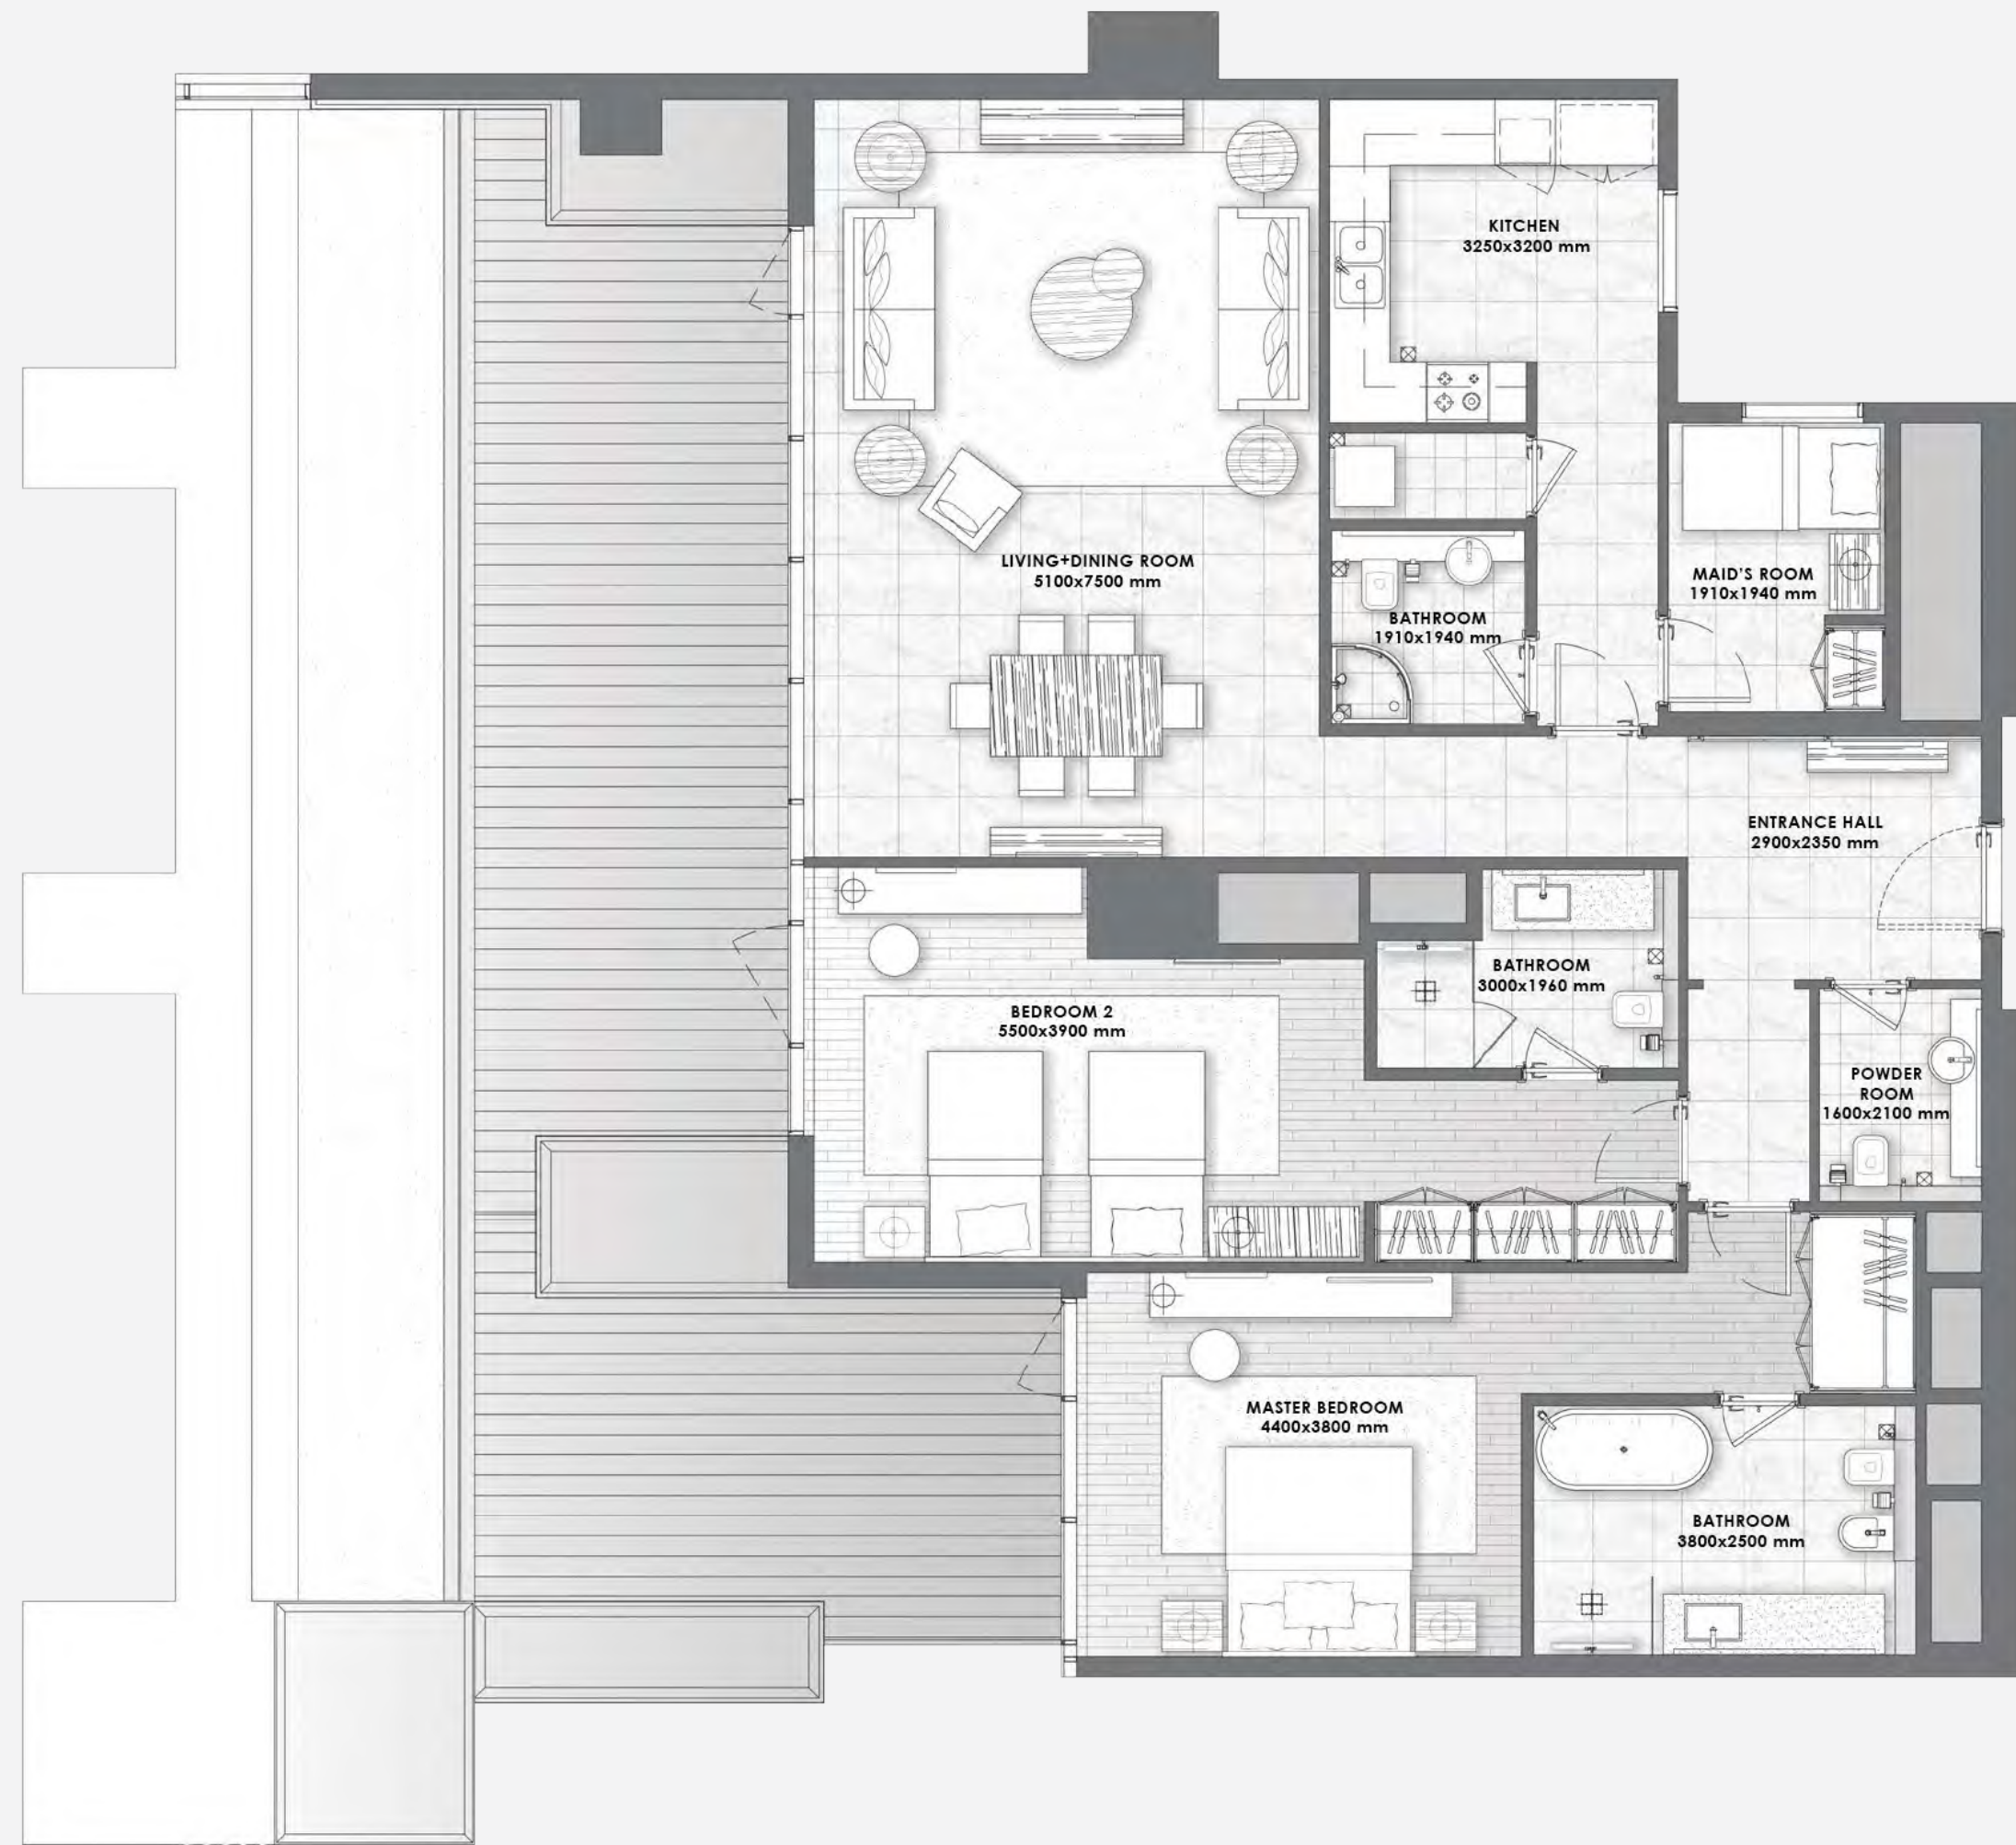 KITCHEN
3250x3200 mm
LIVING+DINING ROOM
5100x7500 mm
MAID'S ROOM
1910x1940 mm
BATHROOM
1910x1940 mm
ENTRANCE HALL
2900x2350 mm
BATHROOM
3000x1960 mm
BEDROOM 2
5500x3900 mm
POWDER
ROOM
1600x2100 mm
MASTER BEDROOM
4400x3800 mm
BATHROOM
3800x2500 mm